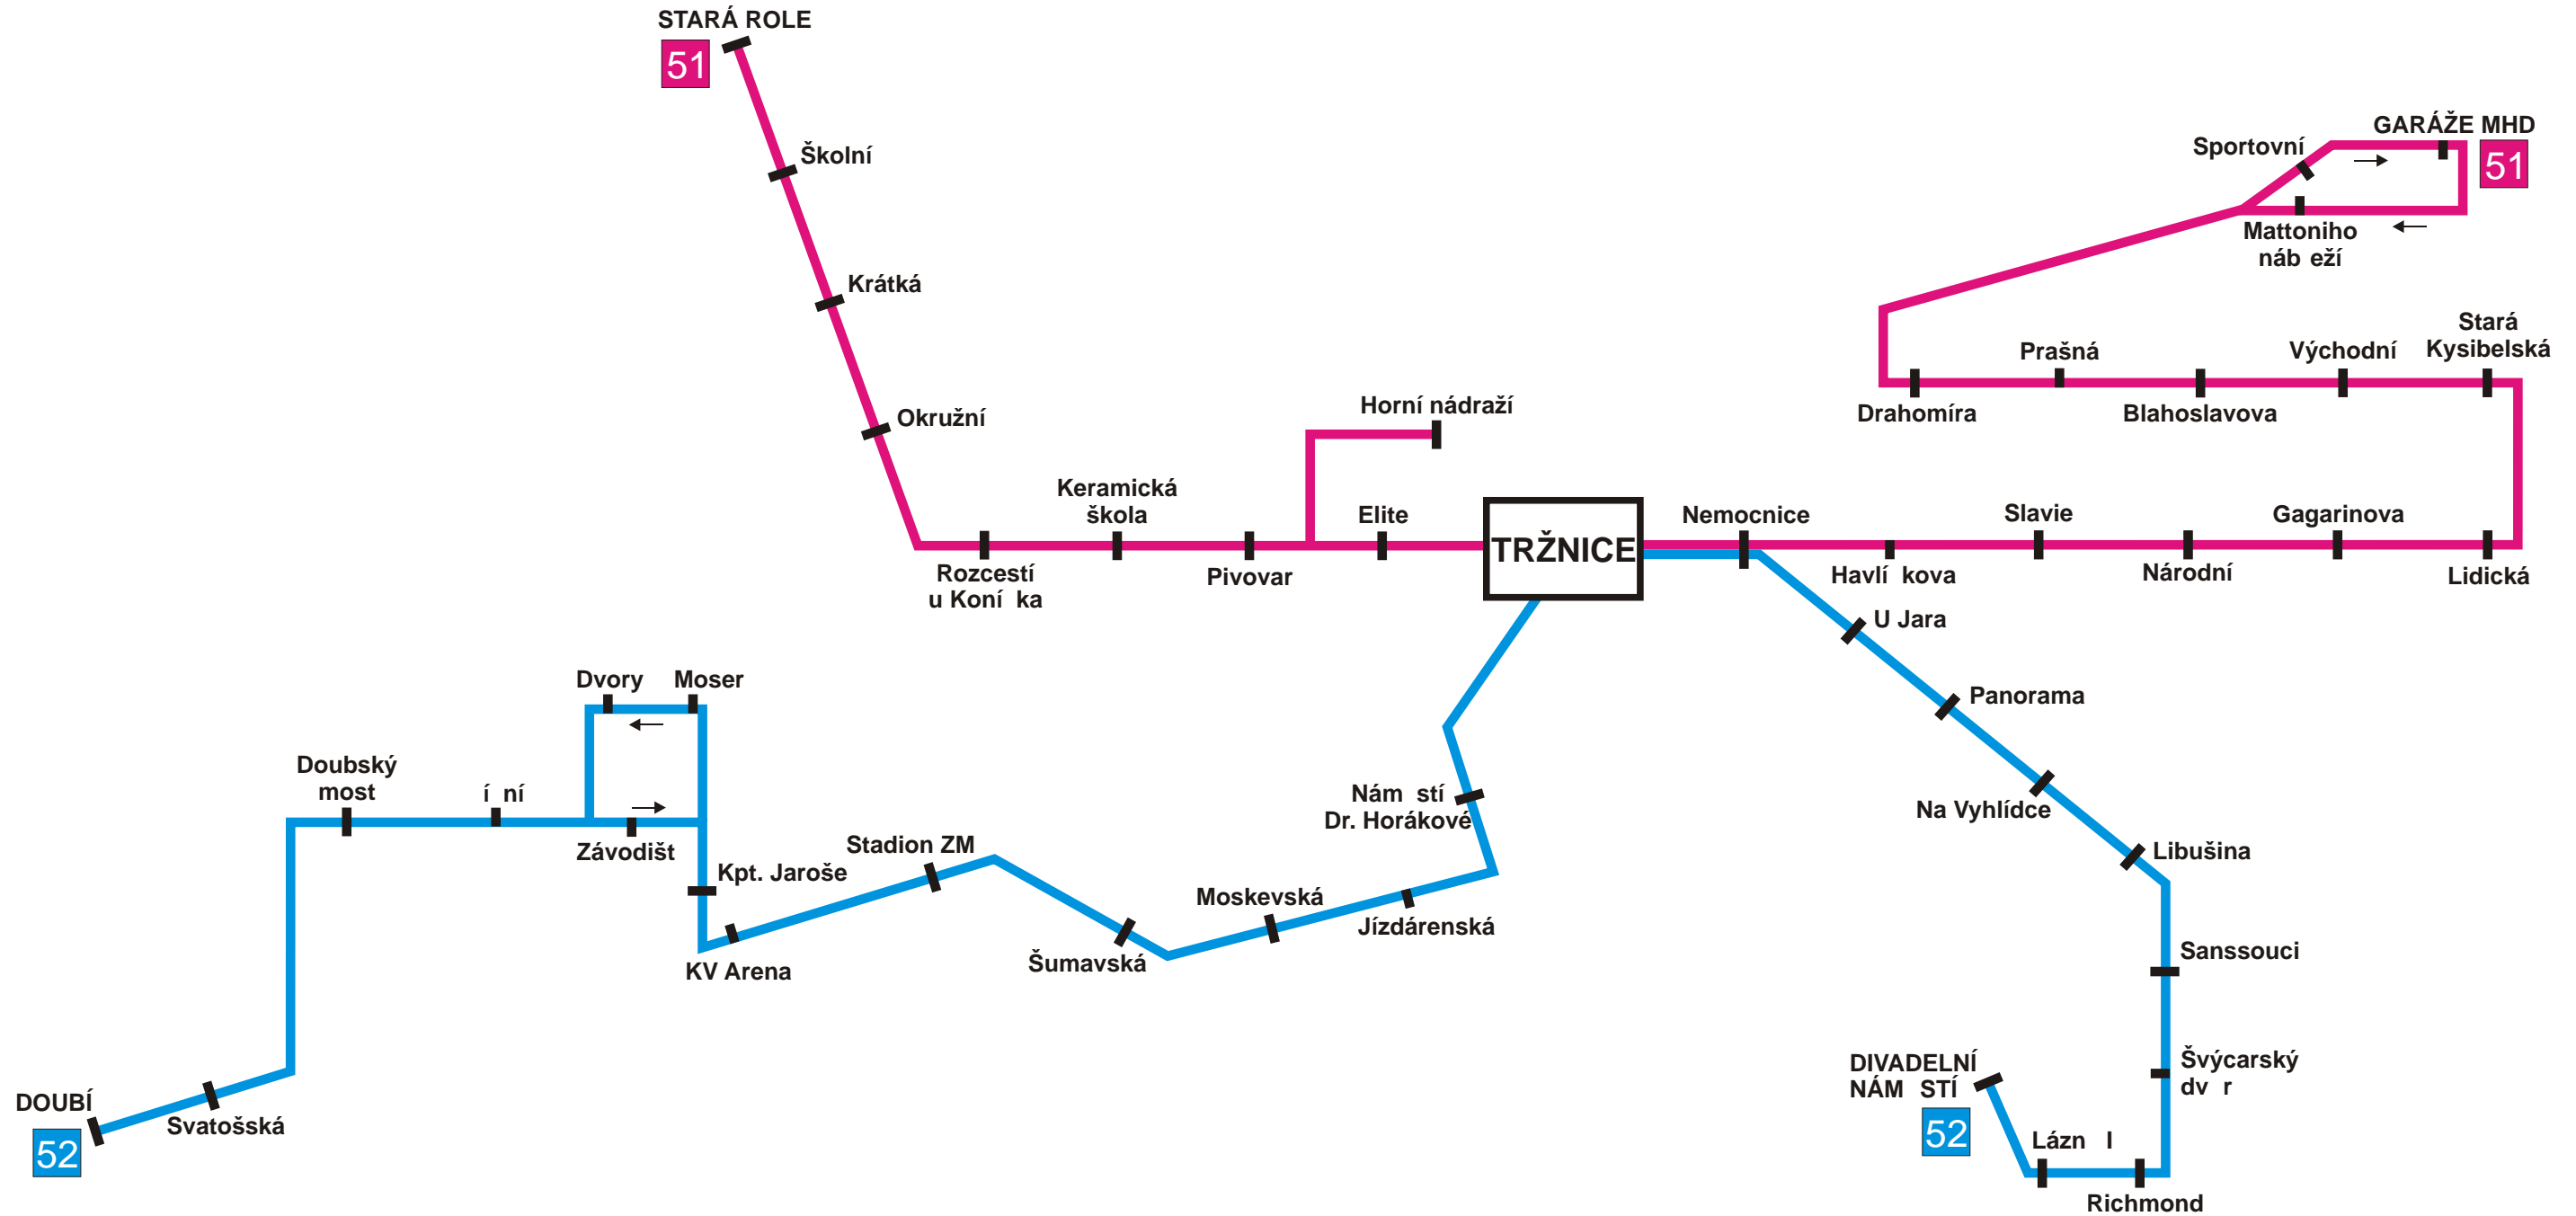 STARÁ ROLE
51
Školní
Krátká
Okružní
Rozcestí
u Koní ka
Keramická
škola
Pivovar
Horní nádraží
Elite
TRŽNICE
Nemocnice
Havlí kova
Slavie
Národní
Gagarinova
Lidická
Stará
Kysibelská
Východní
Blahoslavova
Prašná
Drahomíra
Sportovní
GARÁŽE MHD
51
Mattoniho
náb eží
U Jara
Panorama
Na Vyhlídce
Libušina
Sanssouci
Švýcarský
dv r
Richmond
Lázn I
DIVADELNÍ
NÁM STÍ
52
Nám stí
Dr. Horákové
Jízdárenská
Moskevská
Šumavská
Stadion ZM
KV Arena
Kpt. Jaroše
Moser
Dvory
Závodišt
í ní
Doubský
most
Svatošská
DOUBÍ
52